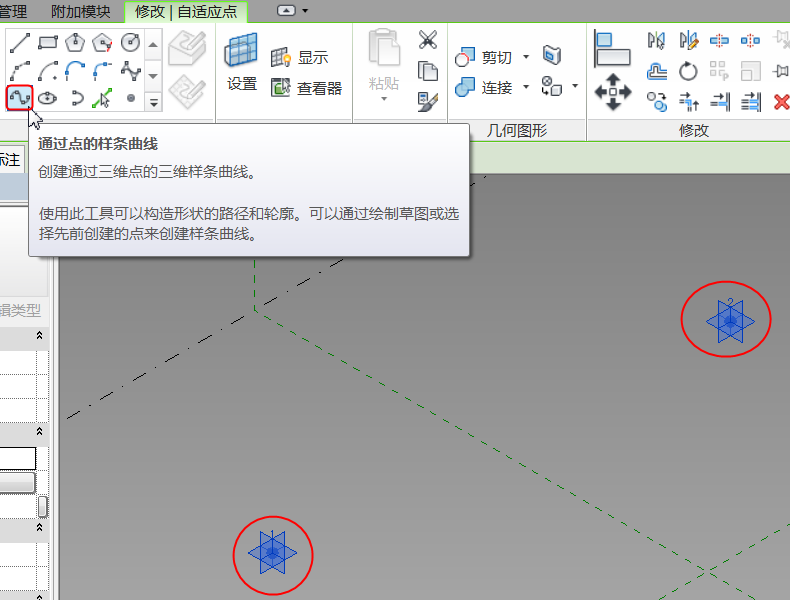 管理 附加模块 修改 | 自适应点
设置
显示
查看器
粘贴
剪切
连接
几何图形
修改
标注
通过点的样条曲线
创建通过三维点的三维样条曲线。
使用此工具可以构造形状的路径和轮廓。可以通过绘制草图或选
择先前创建的点来创建样条曲线。
辑类型
2
1